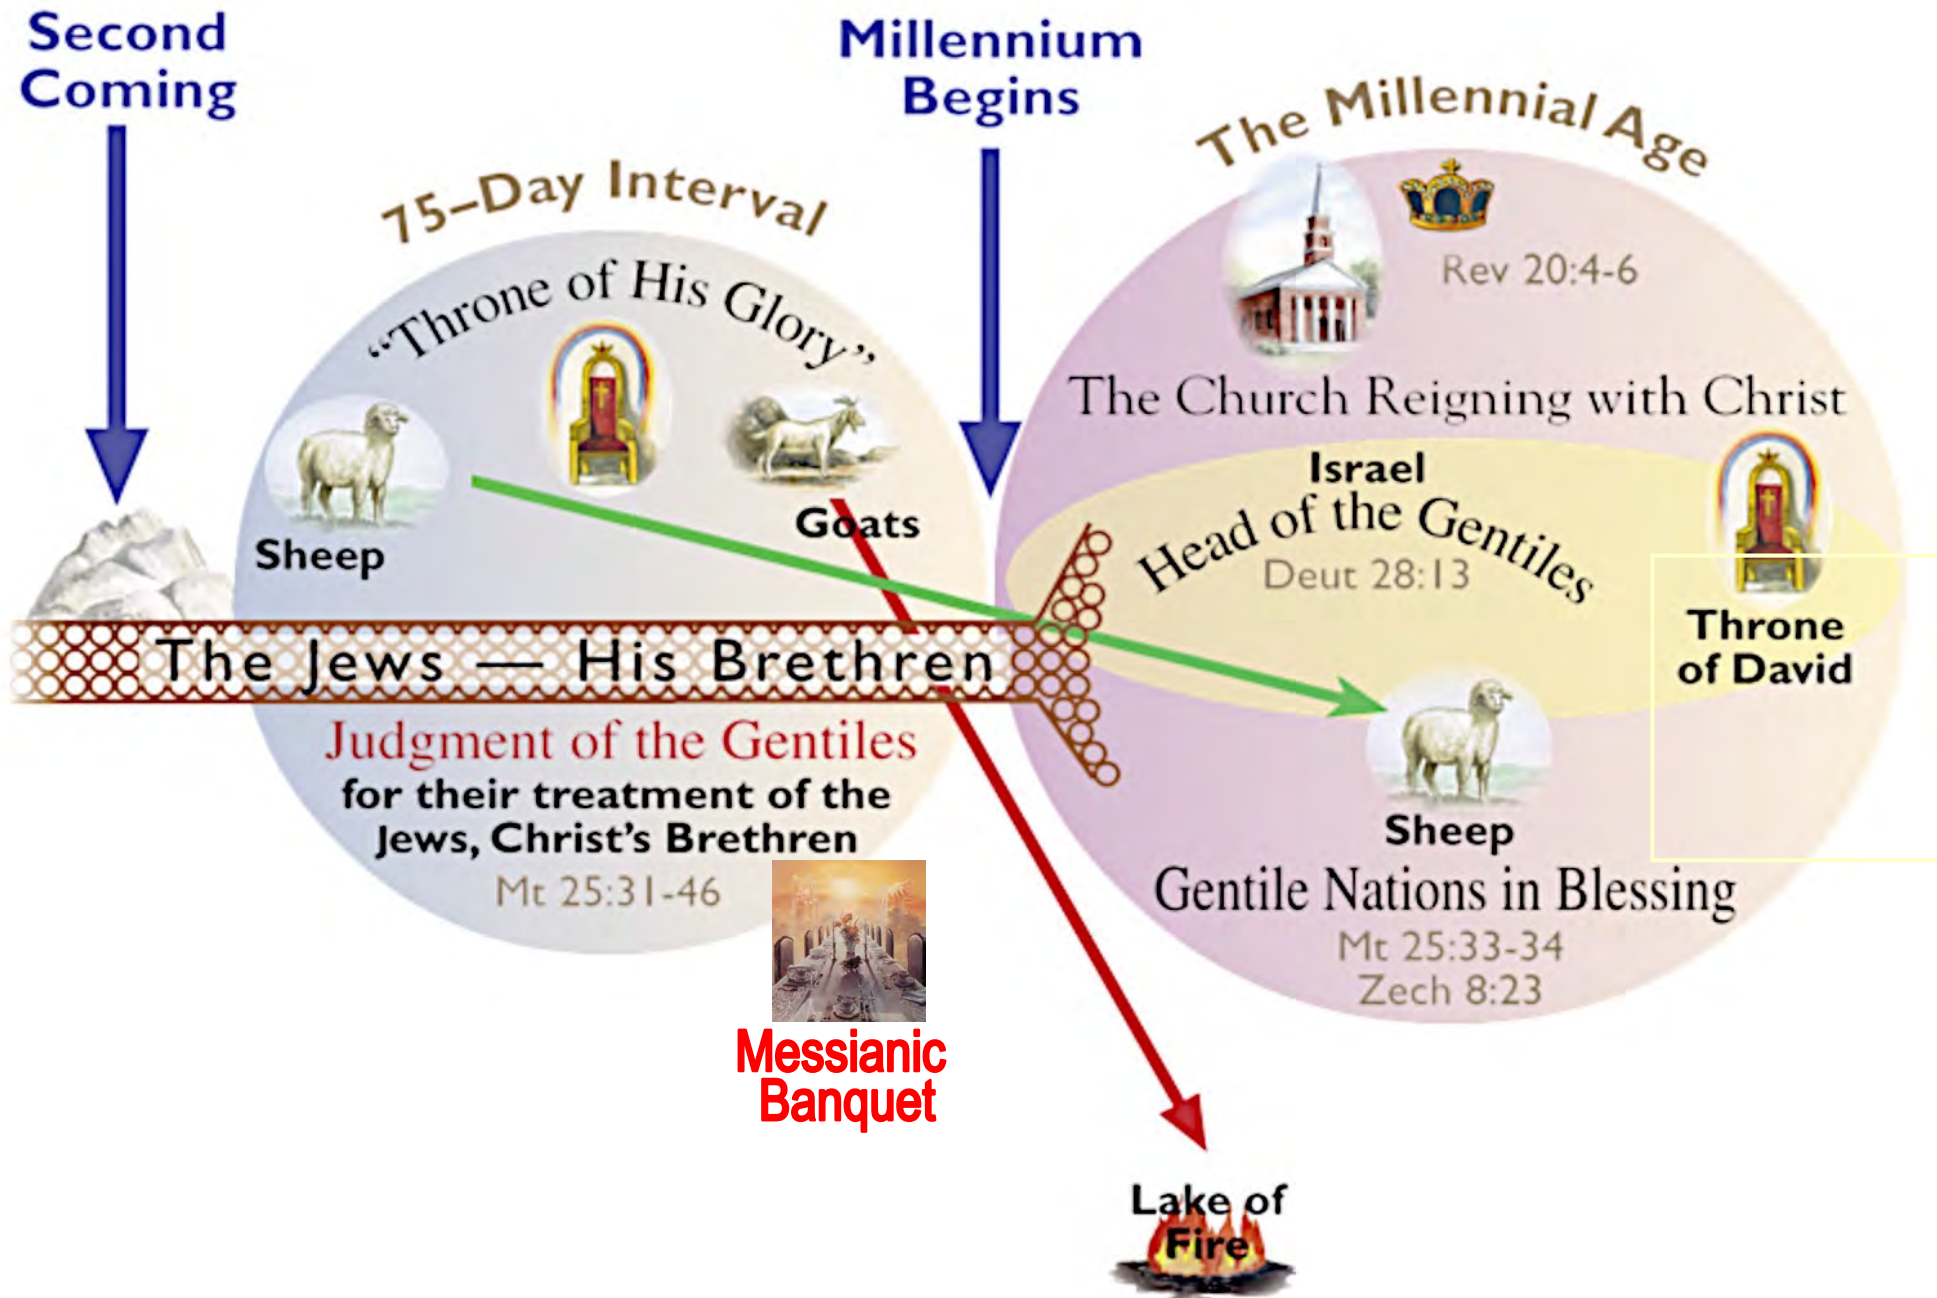 Second
Coming
Millennium
Begins
75–Day Interval
“Throne of His Glory”
Sheep
Goats
The Jews — His Brethren
Judgment of the Gentiles
for their treatment of the
Jews, Christ’s Brethren
Mt 25:31-46
Messianic
Banquet
The Millennial Age
Rev 20:4-6
The Church Reigning with Christ
Israel
Head of the Gentiles
Deut 28:13
Throne
of David
Sheep
Gentile Nations in Blessing
Mt 25:33-34
Zech 8:23
Lake of
Fire